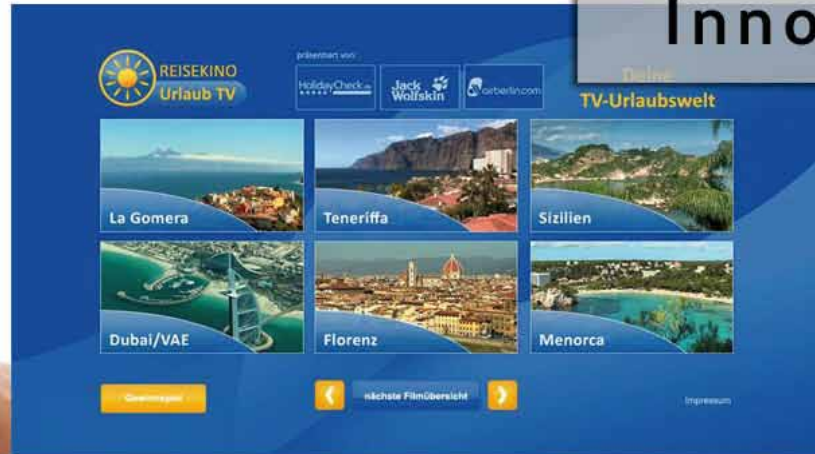 Inno
REISEKINO
Urlaub TV
präsentiert von:
HolidayCheck.de
Jack
Wolfskin
airberlin.com
Deine
TV-Urlaubswelt
La Gomera
Teneriffa
Sizilien
Dubai/VAE
Florenz
Menorca
Gewinnspiel
nächste Filmübersicht
Impressum